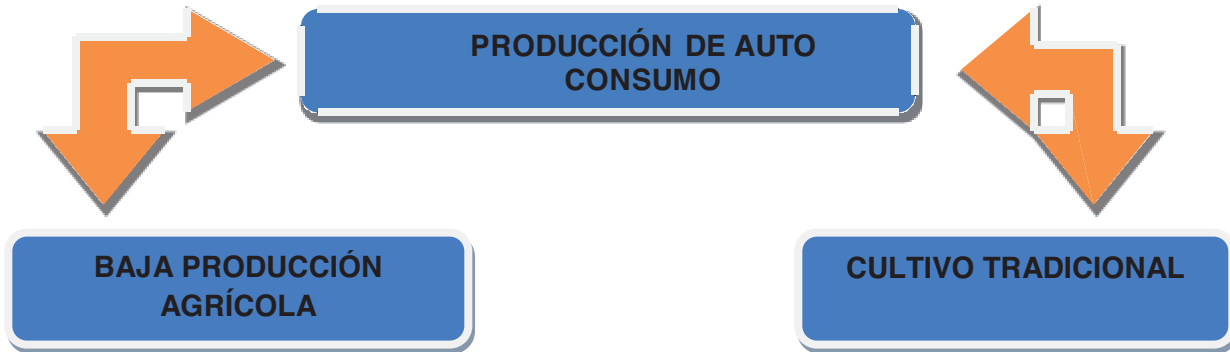 PRODUCCIÓN DE AUTO
CONSUMO
BAJA PRODUCCIÓN
AGRÍCOLA
CULTIVO TRADICIONAL